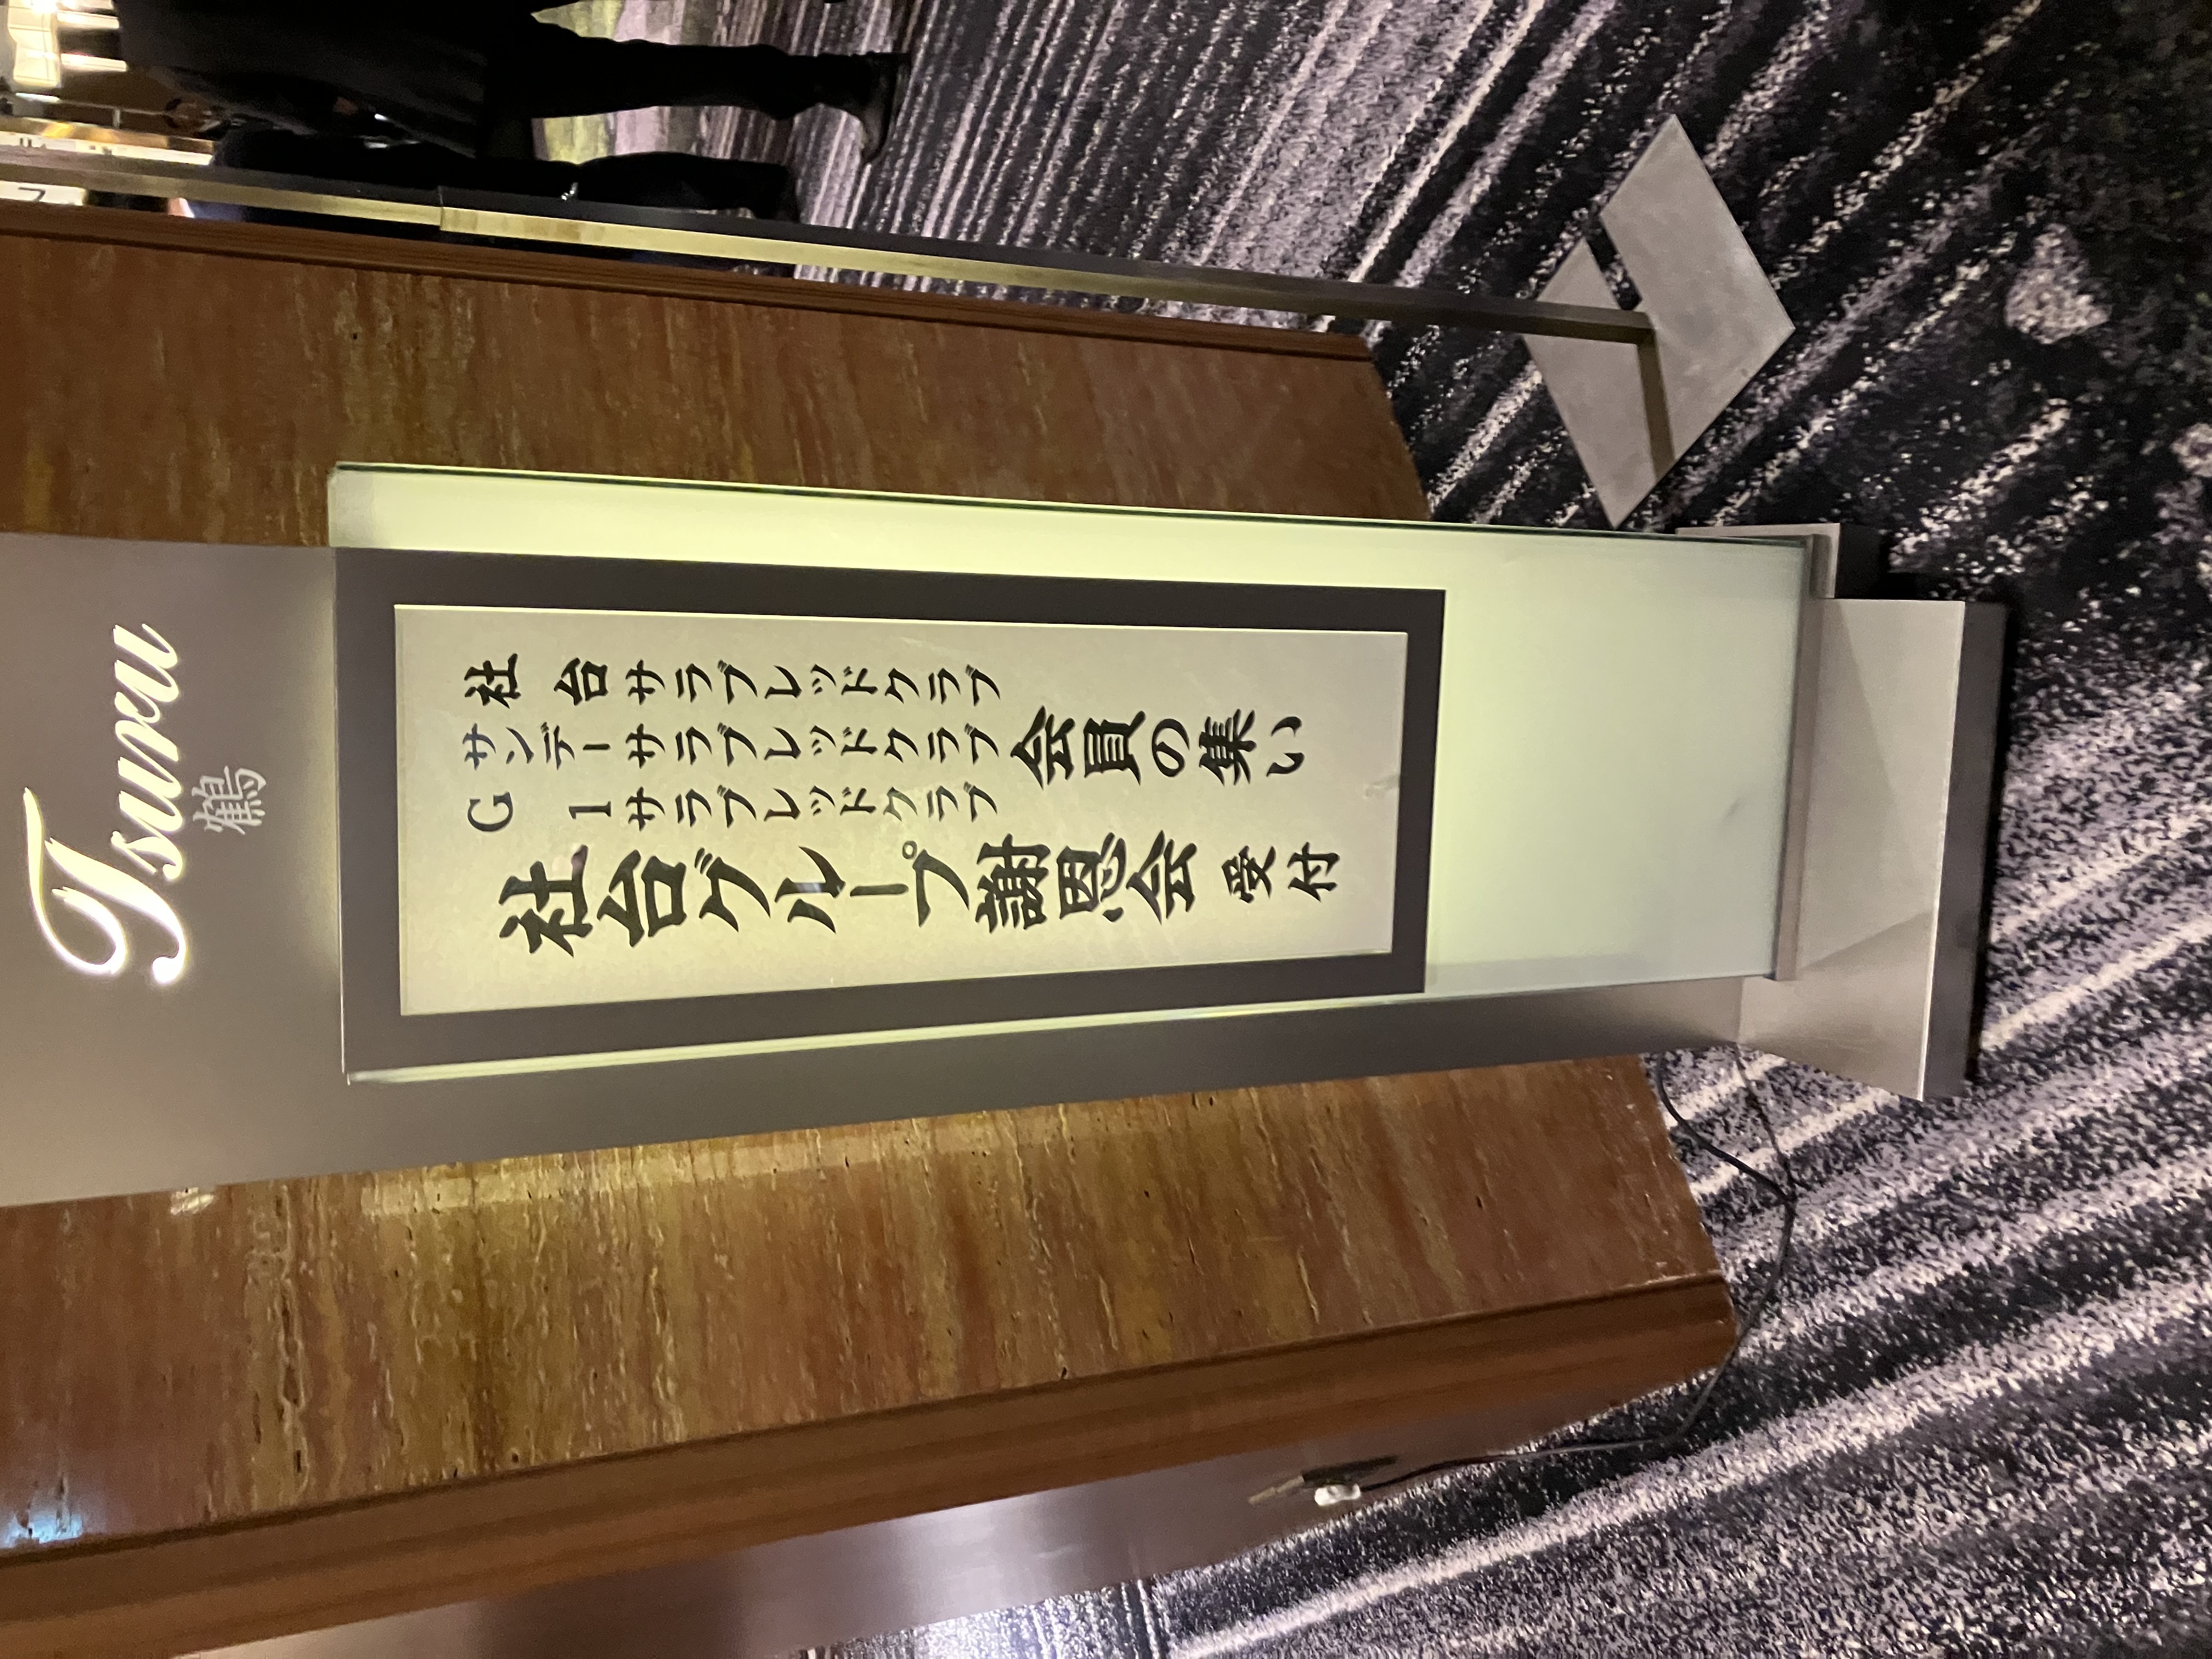 Tsuru
鶴
社台サラブレッドクラブ
サンデーサラブレッドクラブ
G1サラブレッドクラブ
会員の集い
社台グループ謝恩会 受付